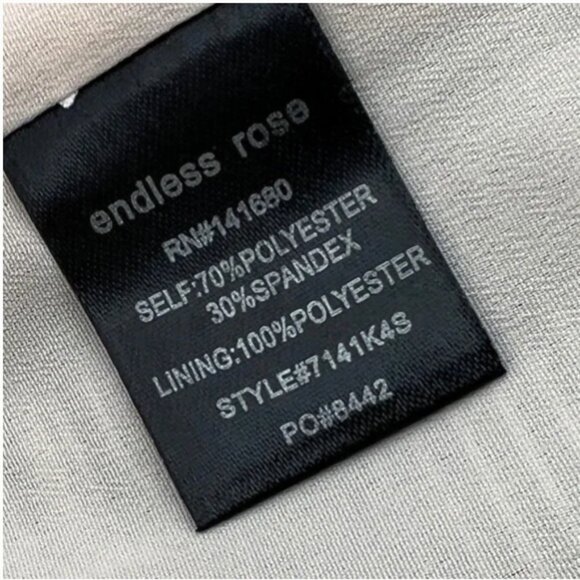 endless rose
RN#141680
SELF:70%POLYESTER
30%SPANDEX
LINING:100%POLYESTER
STYLE#7141K4S
PO#8442